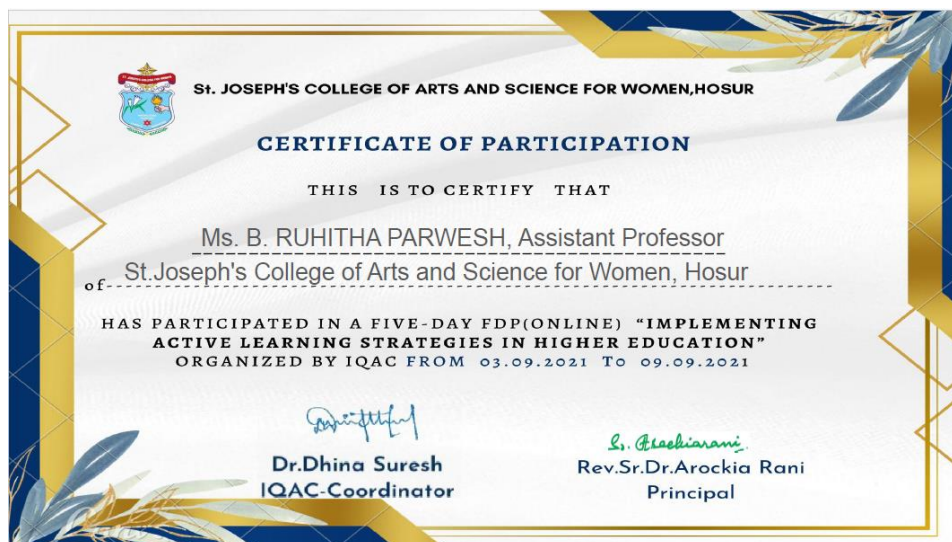 St. JOSEPH'S COLLEGE OF ARTS AND SCIENCE FOR WOMEN,HOSUR
CERTIFICATE OF PARTICIPATION
THIS IS TO CERTIFY THAT
Ms. B. RUHITHA PARWESH, Assistant Professor
of St.Joseph's College of Arts and Science for Women, Hosur
HAS PARTICIPATED IN A FIVE-DAY FDP(ONLINE) “IMPLEMENTING
ACTIVE LEARNING STRATEGIES IN HIGHER EDUCATION”
ORGANIZED BY IQAC FROM 03.09.2021 To 09.09.2021
Dr.Dhina Suresh
IQAC-Coordinator
Rev.Sr.Dr.Arockia Rani
Principal